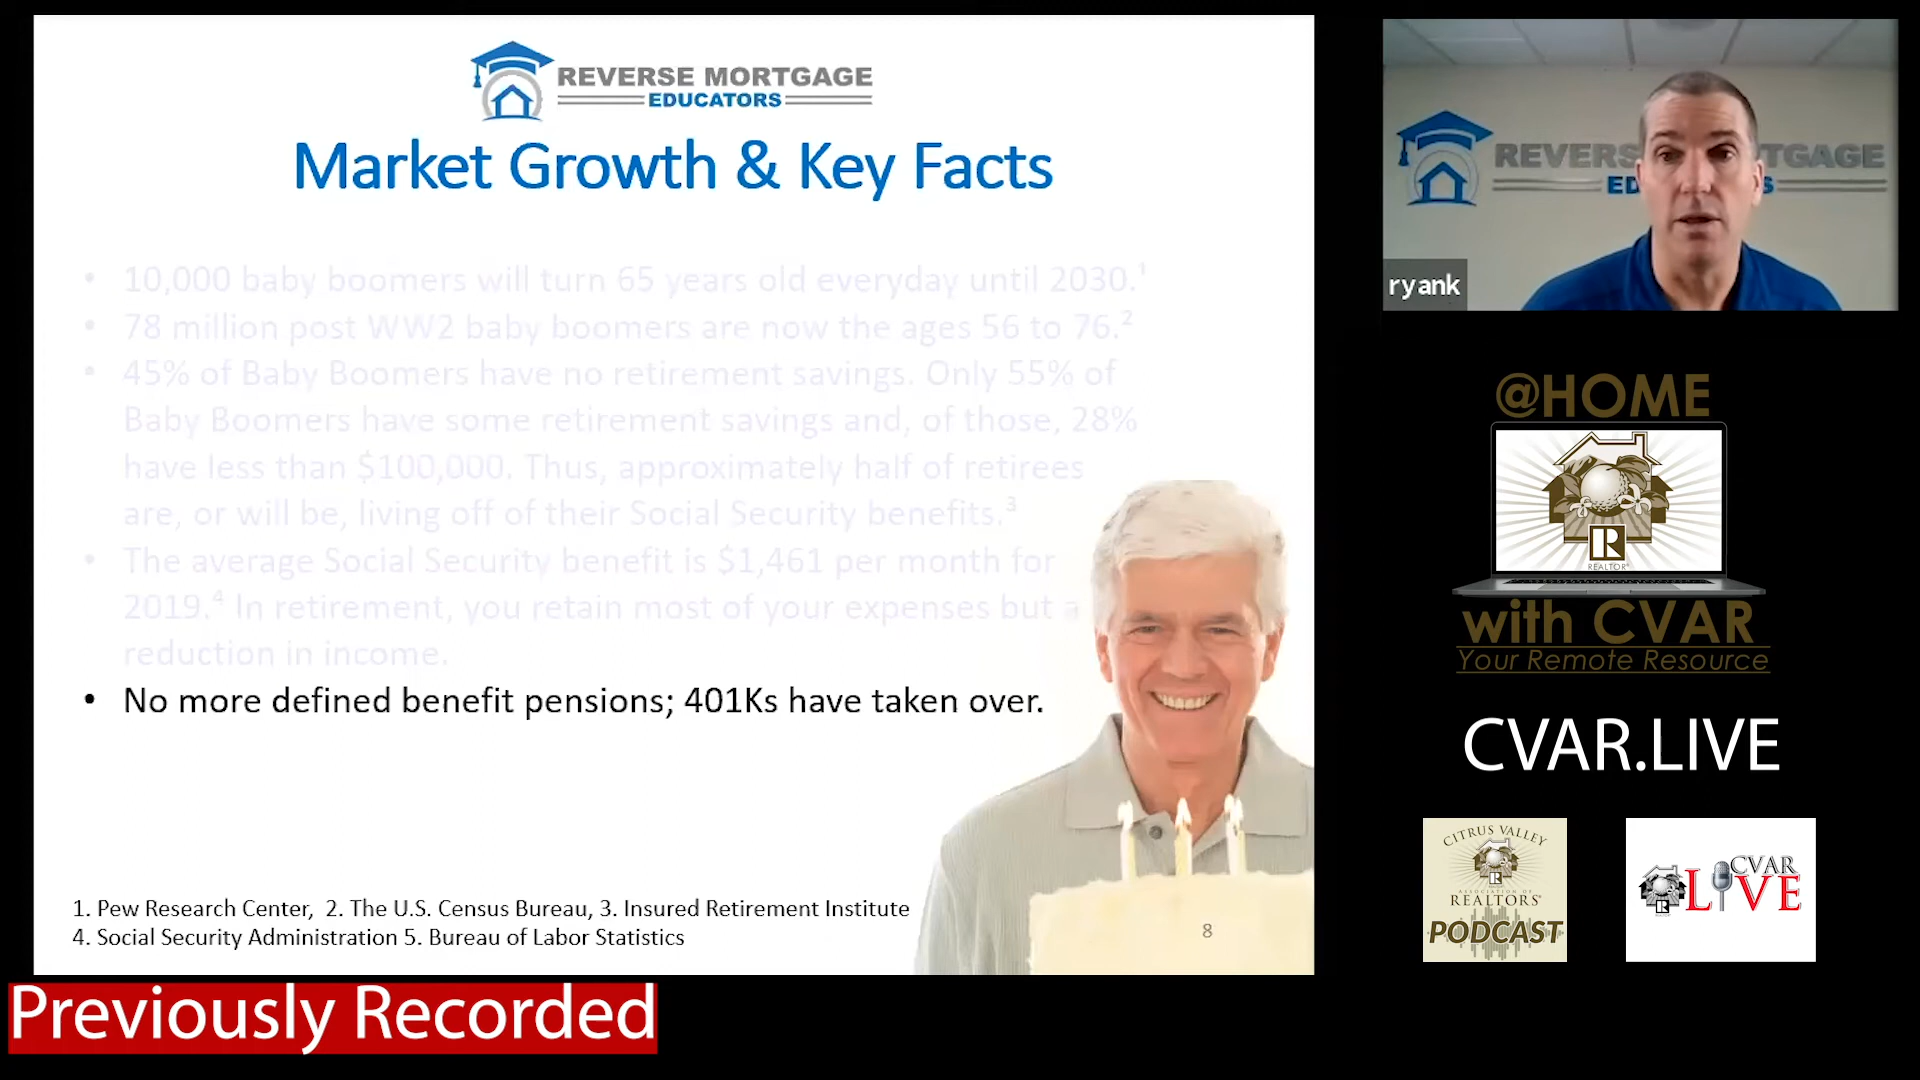 REVERSE MORTGAGE
EDUCATORS
Market Growth & Key Facts
• 10,000 baby boomers will turn 65 years old everyday until 2030.¹
• 78 million post WW2 baby boomers are now the ages 56 to 76.²
• 45% of Baby Boomers have no retirement savings. Only 55% of
Baby Boomers have some retirement savings and, of those, 28%
have less than $100,000. Thus, approximately half of retirees
are, or will be, living off of their Social Security benefits.³
• The average Social Security benefit is $1,461 per month for
2019.⁴ In retirement, you retain most of your expenses but a
reduction in income.
• No more defined benefit pensions; 401Ks have taken over.
1. Pew Research Center, 2. The U.S. Census Bureau, 3. Insured Retirement Institute
4. Social Security Administration 5. Bureau of Labor Statistics
8
Previously Recorded
REVERS TGAGE
ED S
ryank
@HOME
R
REALTOR®
with CVAR
Your Remote Resource
CVAR.LIVE
CITRUS VALLEY
R
ASSOCIATION OF
REALTORS®
PODCAST
CVAR
LIVE